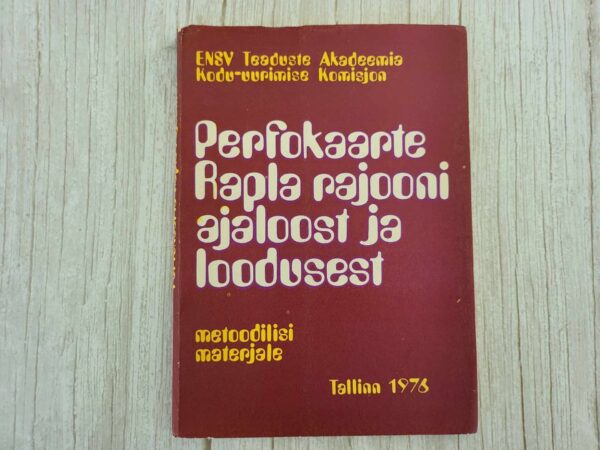 ENSV Teaduste Akadeemia
Kodu-uurimise Komisjon
Perfokaarte
Rapla rajooni
ajaloost ja
loodusest
metoodilisi
materjale
Tallinn 1976